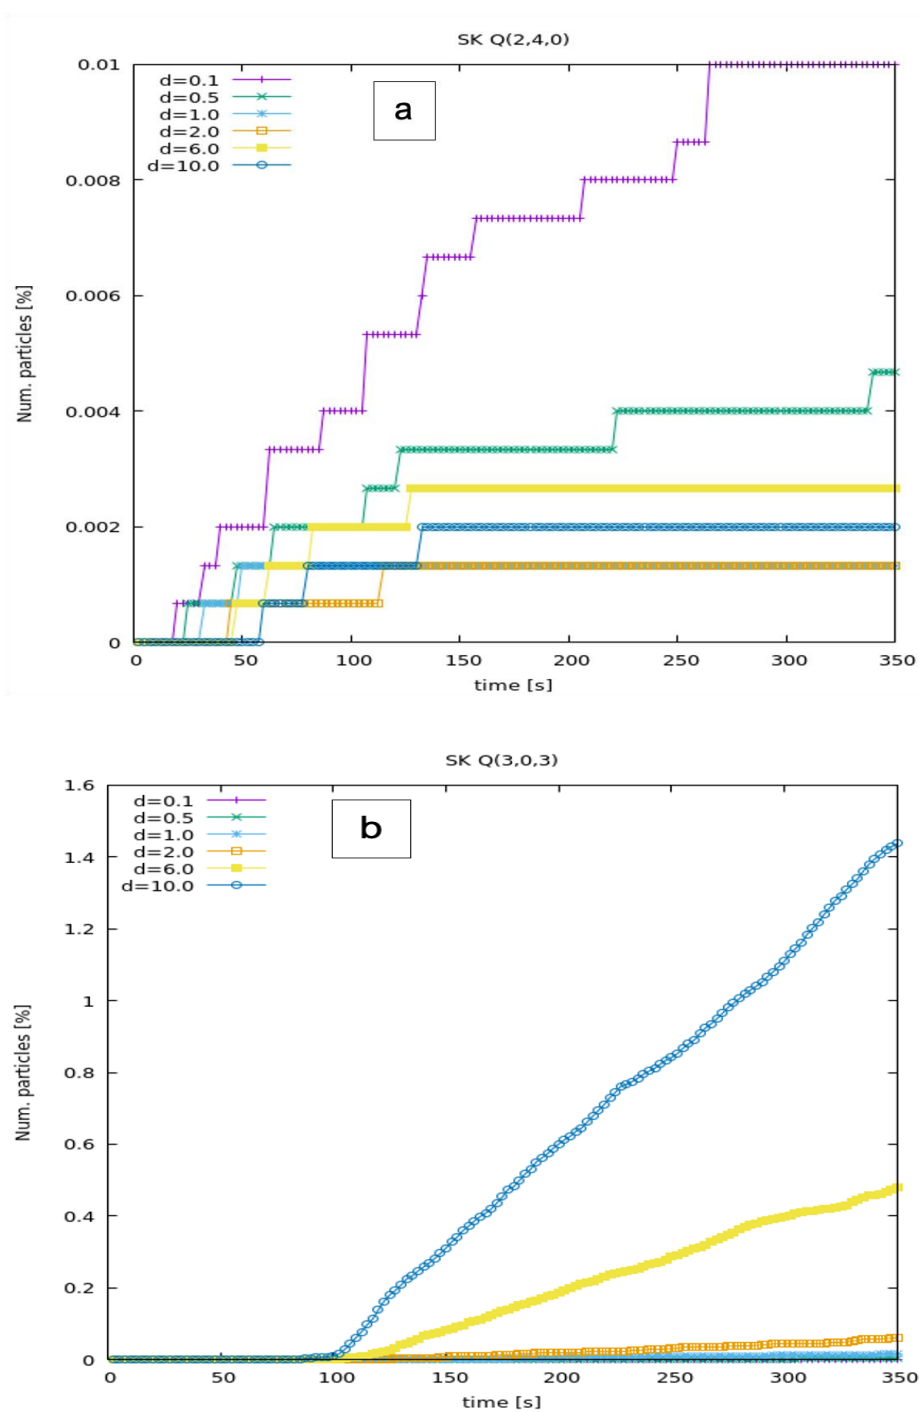 SK Q(2,4,0)
0.01
0.008
0.006
0.004
0.002
0
Num. particles [%]
d=0.1
d=0.5
d=1.0
d=2.0
d=6.0
d=10.0
a
0 50 100 150 200 250 300 350
time [s]
SK Q(3,0,3)
1.6
1.4
1.2
1
0.8
0.6
0.4
0.2
0
Num. particles [%]
d=0.1
d=0.5
d=1.0
d=2.0
d=6.0
d=10.0
b
0 50 100 150 200 250 300 350
time [s]